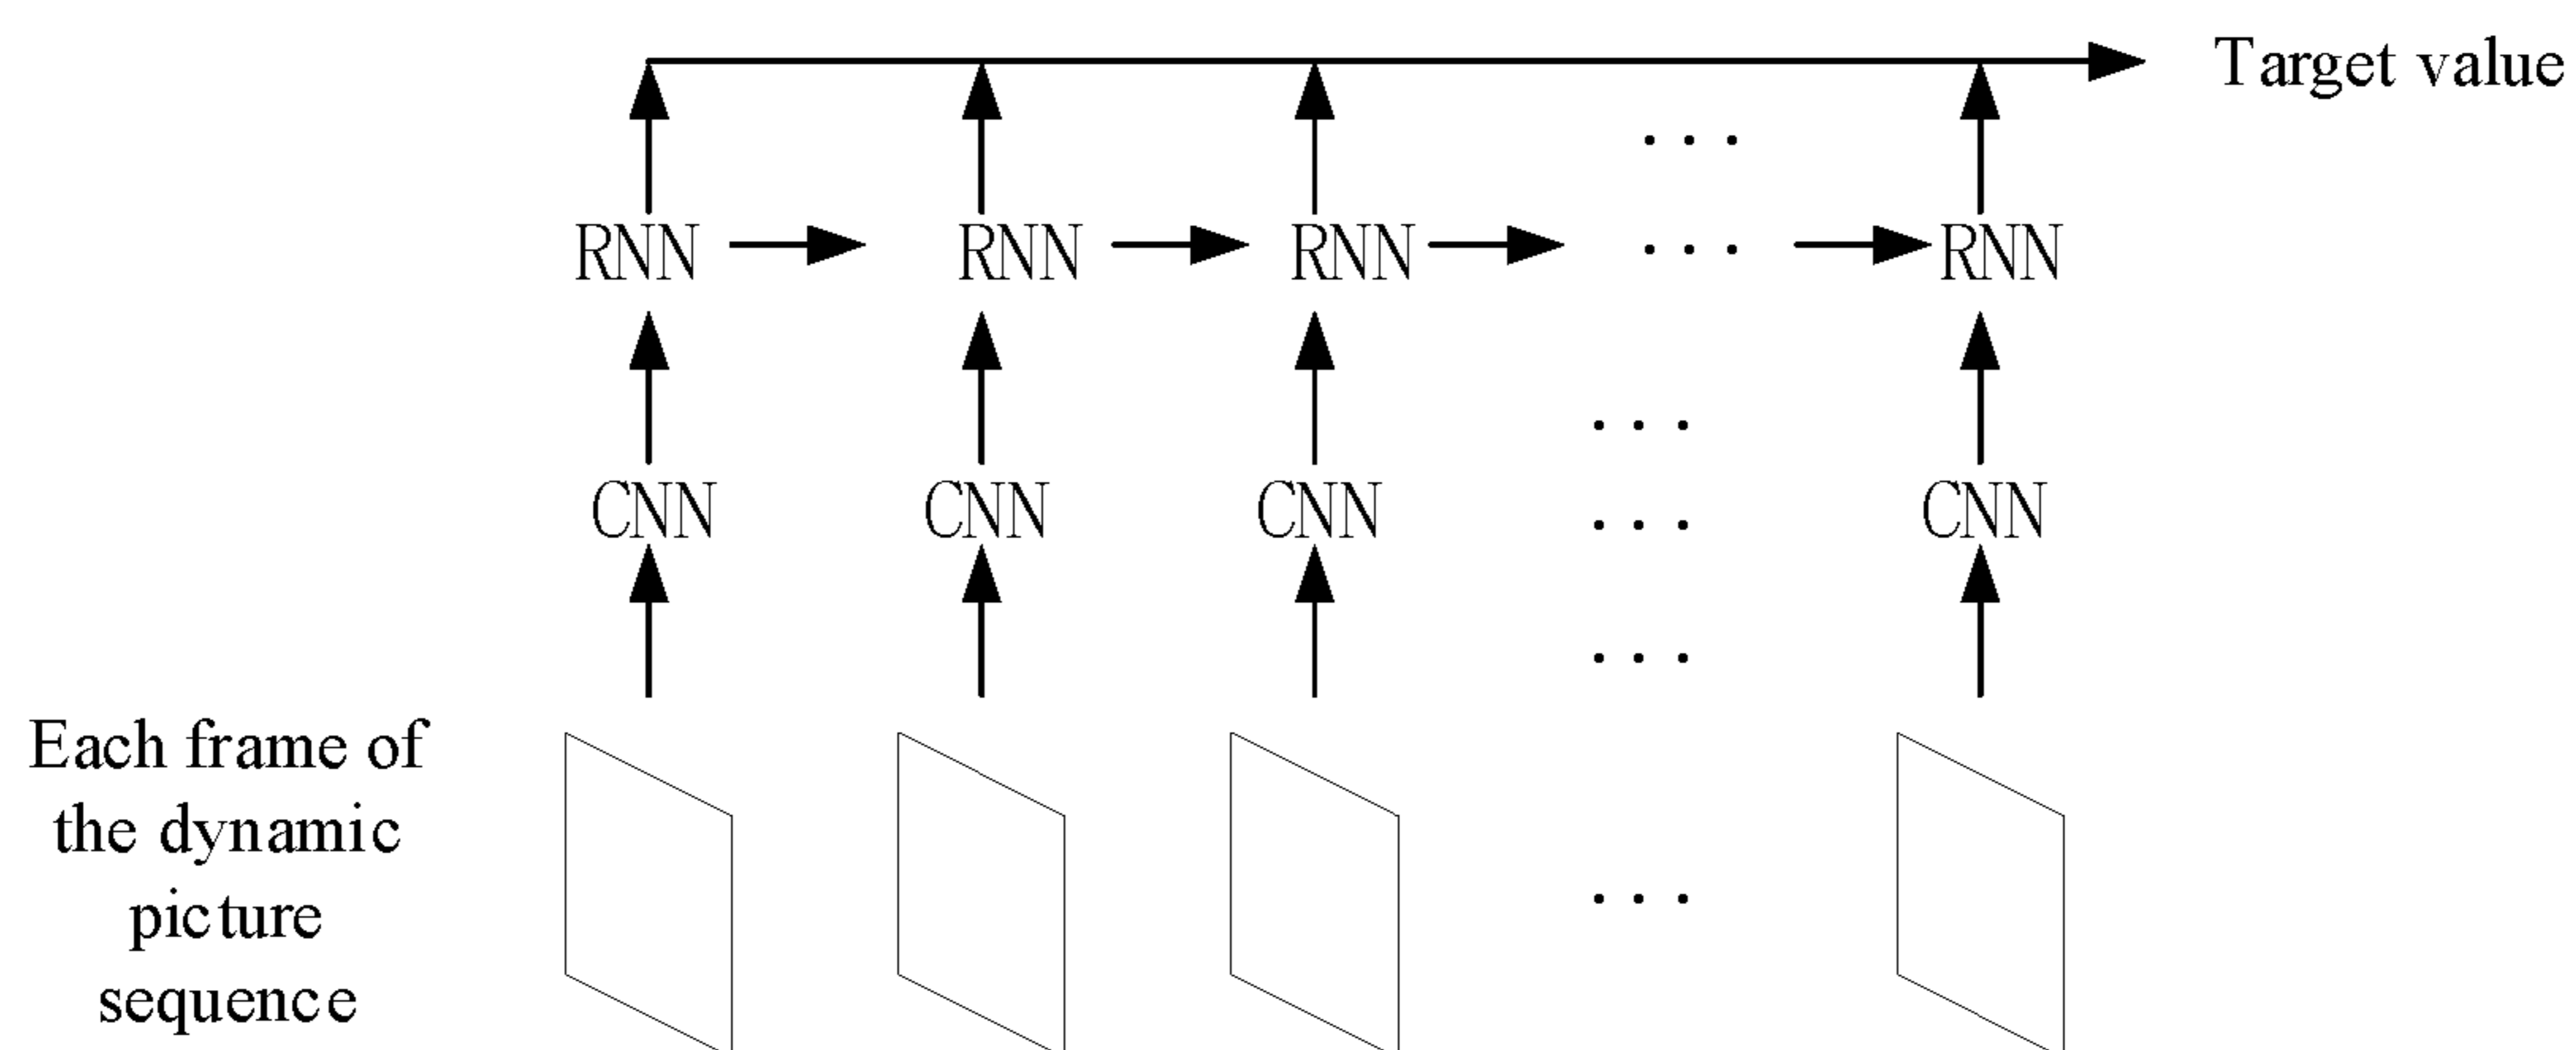 Target value
. . .
RNN RNN RNN . . . RNN
. . .
CNN CNN CNN . . . CNN
. . .
Each frame of
the dynamic
picture
. . .
sequence